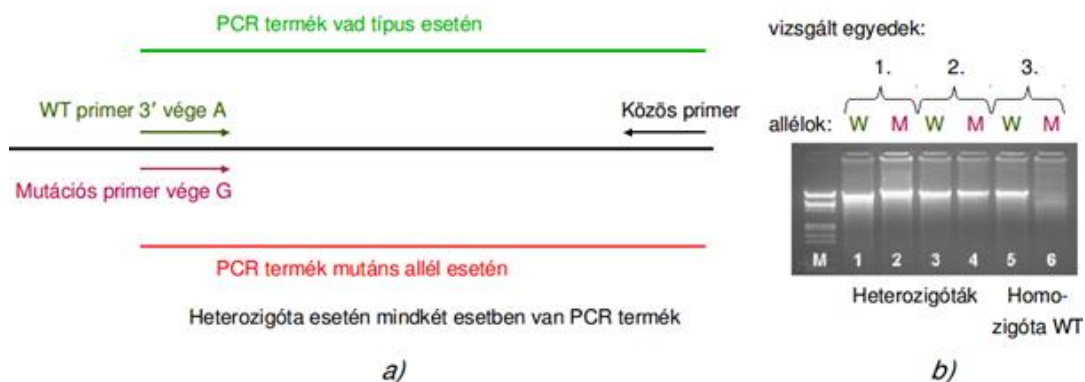 PCR termék vad típus esetén
WT primer 3′ vége A
Közös primer
Mutációs primer vége G
PCR termék mutáns allél esetén
Heterozigóta esetén mindkét esetben van PCR termék
a)
vizsgált egyedek:
1. 2. 3.
allélok: W M W M W M
M 1 2 3 4 5 6
Heterozigóták Homo-
zigóta WT
b)